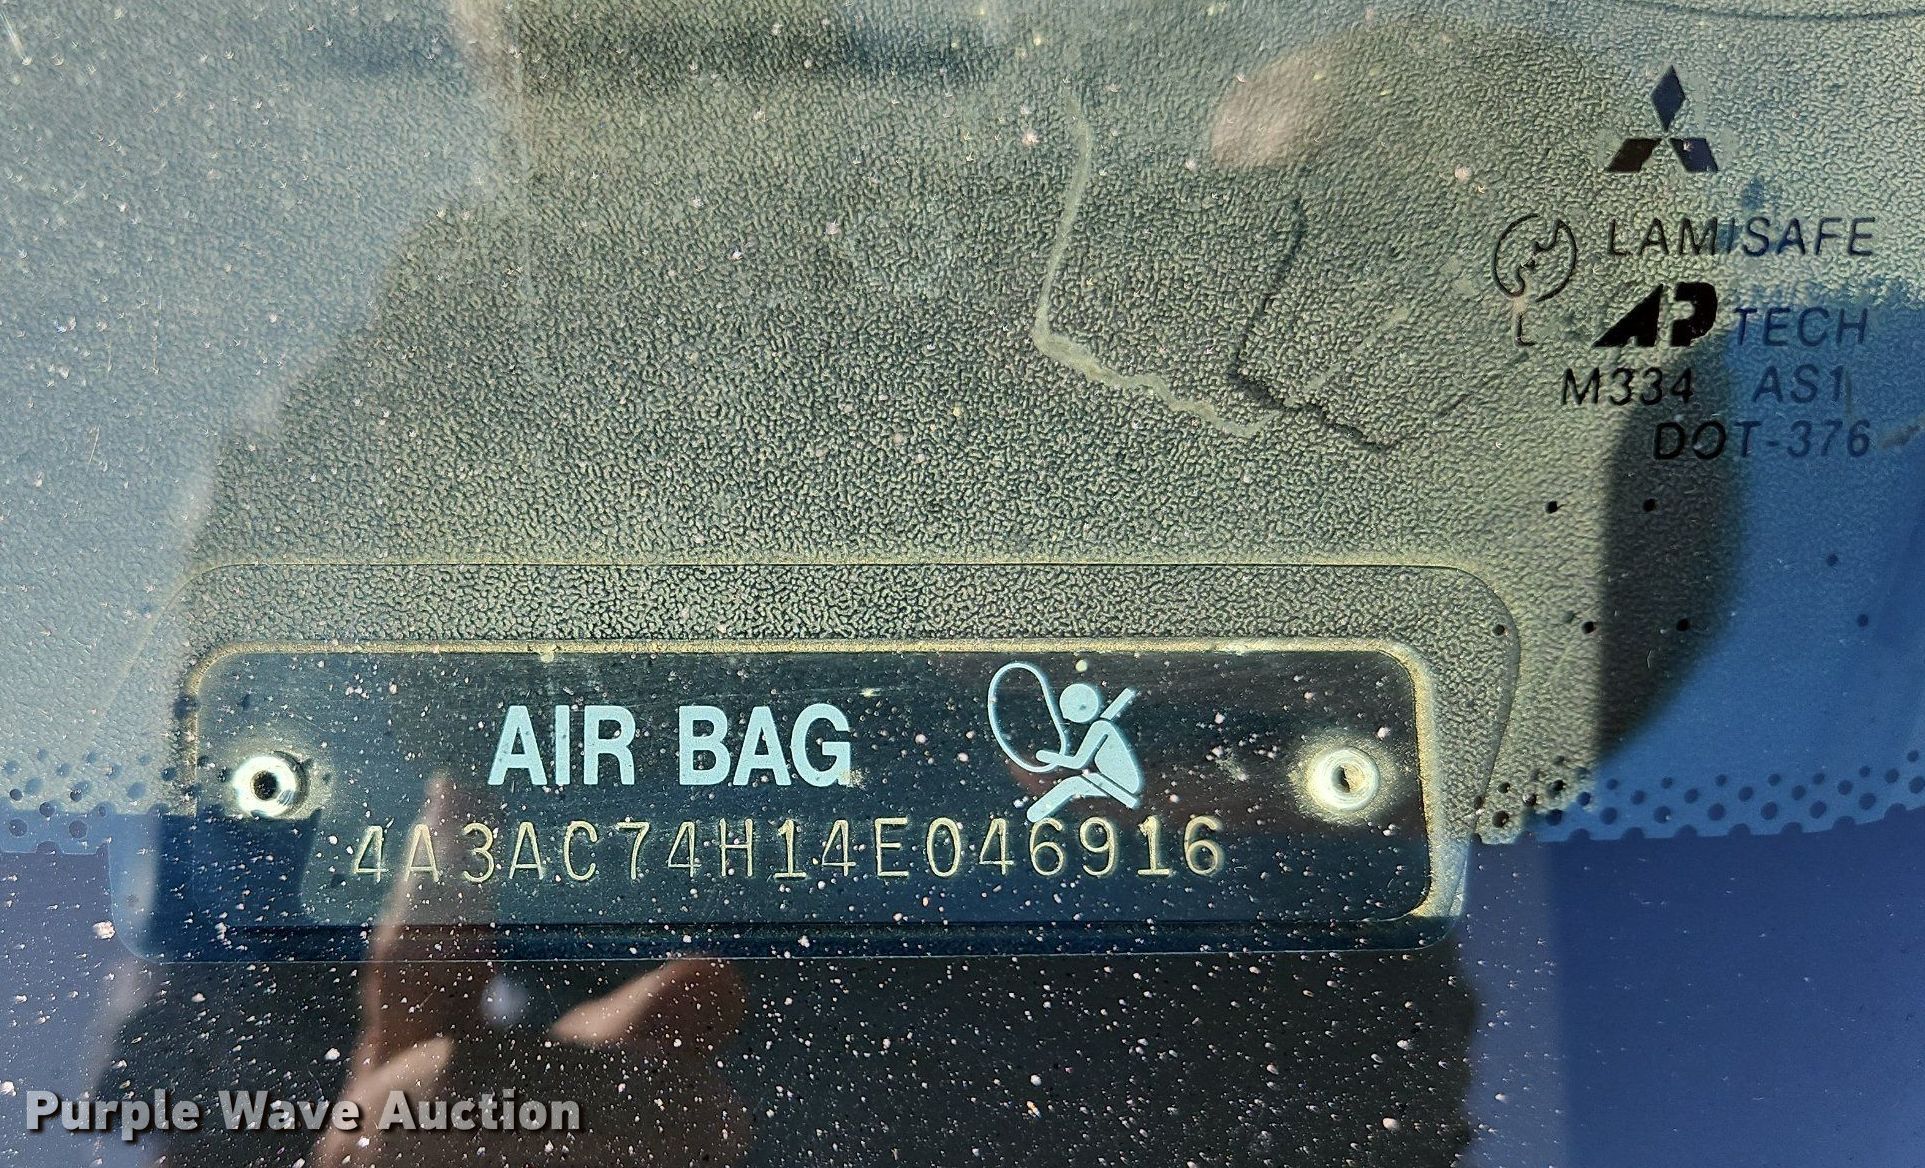 LAMISAFE
L AP TECH
M334 AS1
DOT-376
AIR BAG
4A3AC74H14E046916
Purple Wave Auction